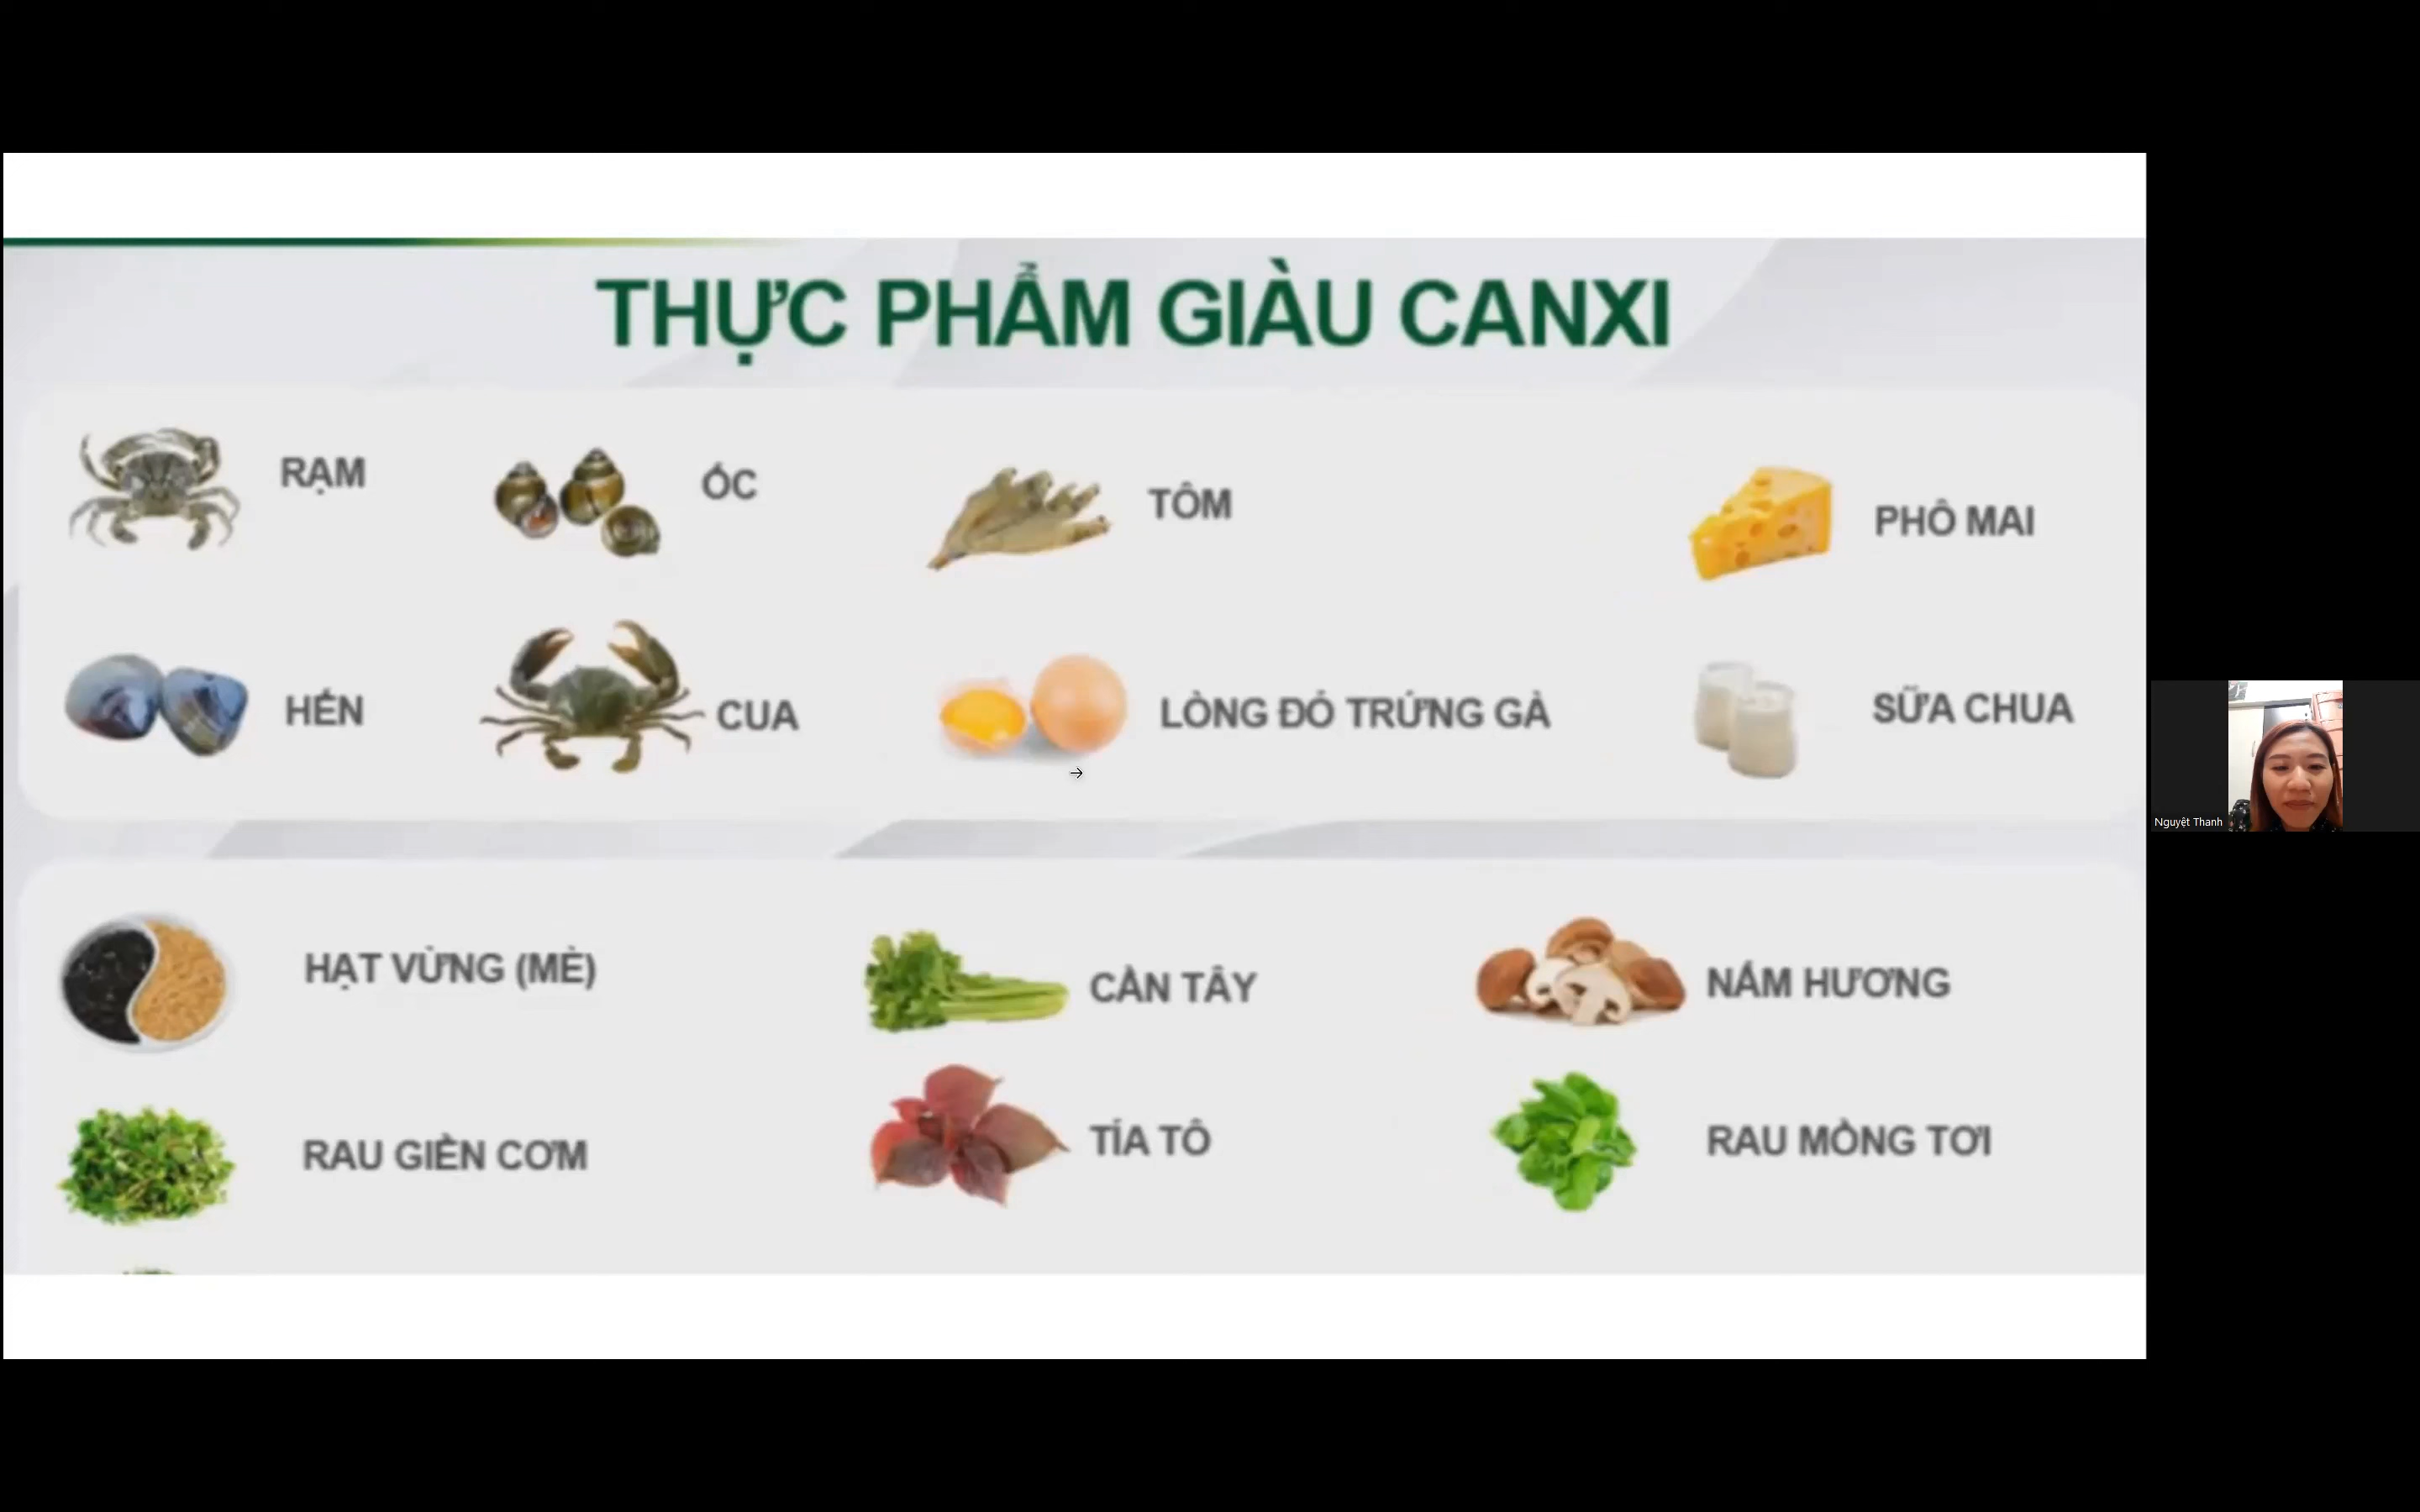 THỰC PHẨM GIÀU CANXI
RẠM
ỐC
TÔM
PHÔ MAI
HẾN
CUA
LÒNG ĐỎ TRỨNG GÀ
SỮA CHUA
Nguyệt Thanh
HẠT VỪNG (MÈ)
CẦN TÂY
NẤM HƯƠNG
RAU GIỀN CƠM
TÍA TÔ
RAU MỒNG TƠI